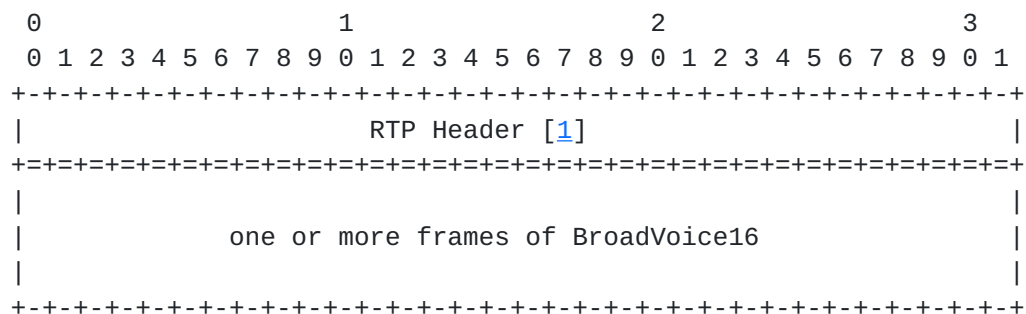 0                   1                   2                   3
 0 1 2 3 4 5 6 7 8 9 0 1 2 3 4 5 6 7 8 9 0 1 2 3 4 5 6 7 8 9 0 1
+-+-+-+-+-+-+-+-+-+-+-+-+-+-+-+-+-+-+-+-+-+-+-+-+-+-+-+-+-+-+-+-+
|                      RTP Header [1]                           |
+=+=+=+=+=+=+=+=+=+=+=+=+=+=+=+=+=+=+=+=+=+=+=+=+=+=+=+=+=+=+=+=+
|                                                               |
|             one or more frames of BroadVoice16                |
|                                                               |
+-+-+-+-+-+-+-+-+-+-+-+-+-+-+-+-+-+-+-+-+-+-+-+-+-+-+-+-+-+-+-+-+